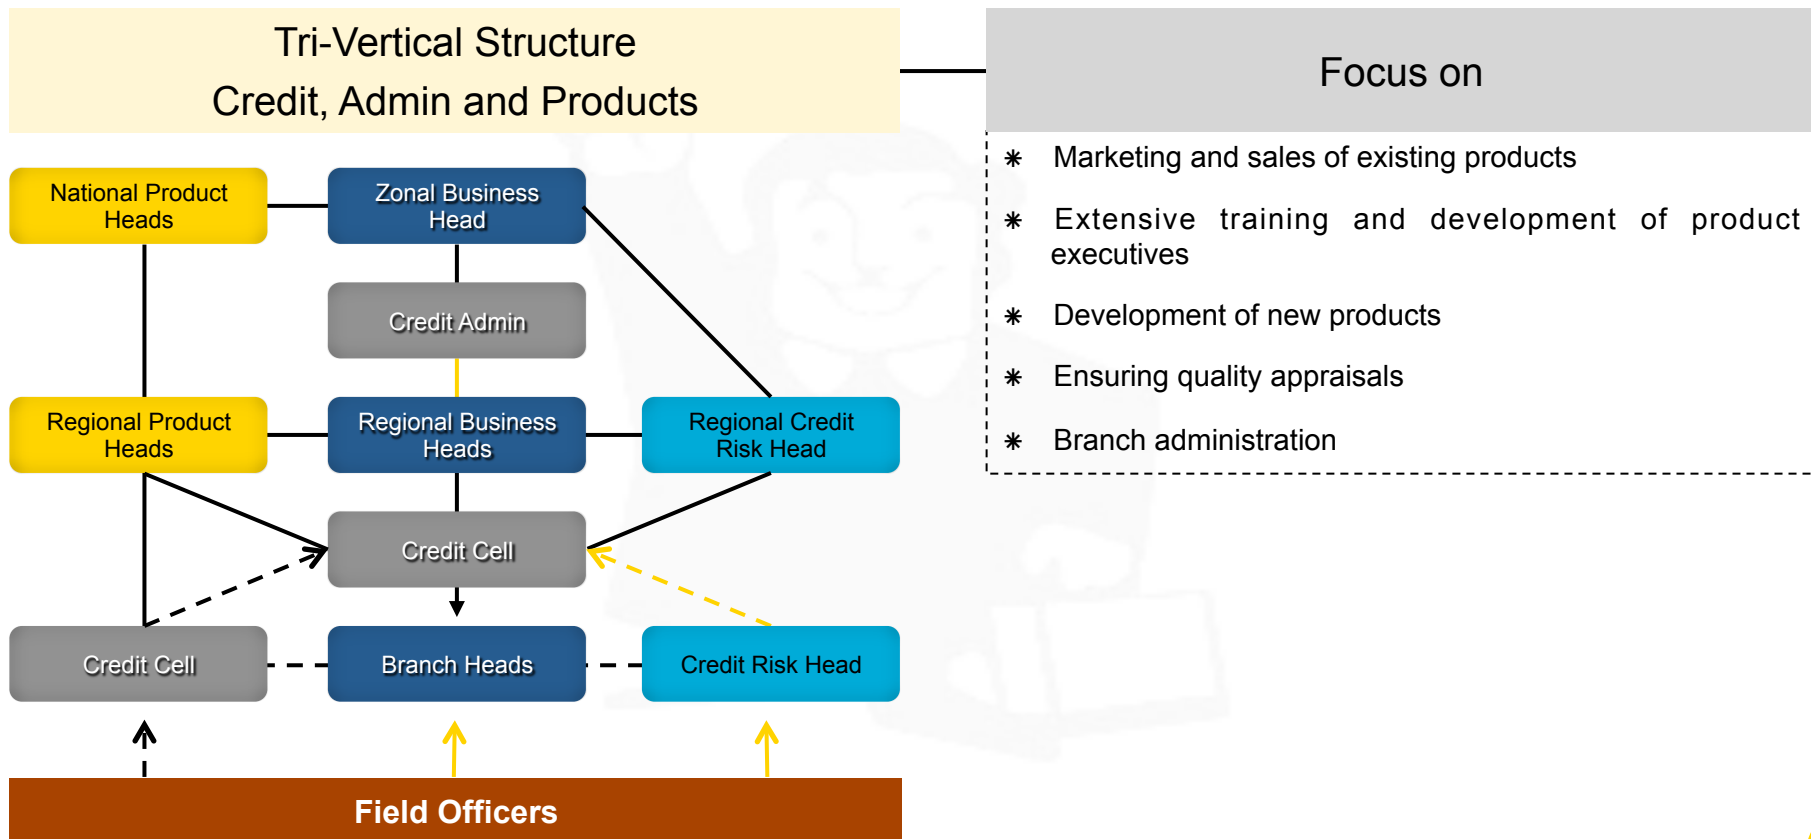 Tri-Vertical Structure
Credit, Admin and Products
Focus on
National Product
Heads
Zonal Business
Head
Credit Admin
Regional Product
Heads
Regional Business
Heads
Regional Credit
Risk Head
Credit Cell
Credit Cell
Branch Heads
Credit Risk Head
Field Officers
⁕ Marketing and sales of existing products
⁕ Extensive training and development of product
executives
⁕ Development of new products
⁕ Ensuring quality appraisals
⁕ Branch administration